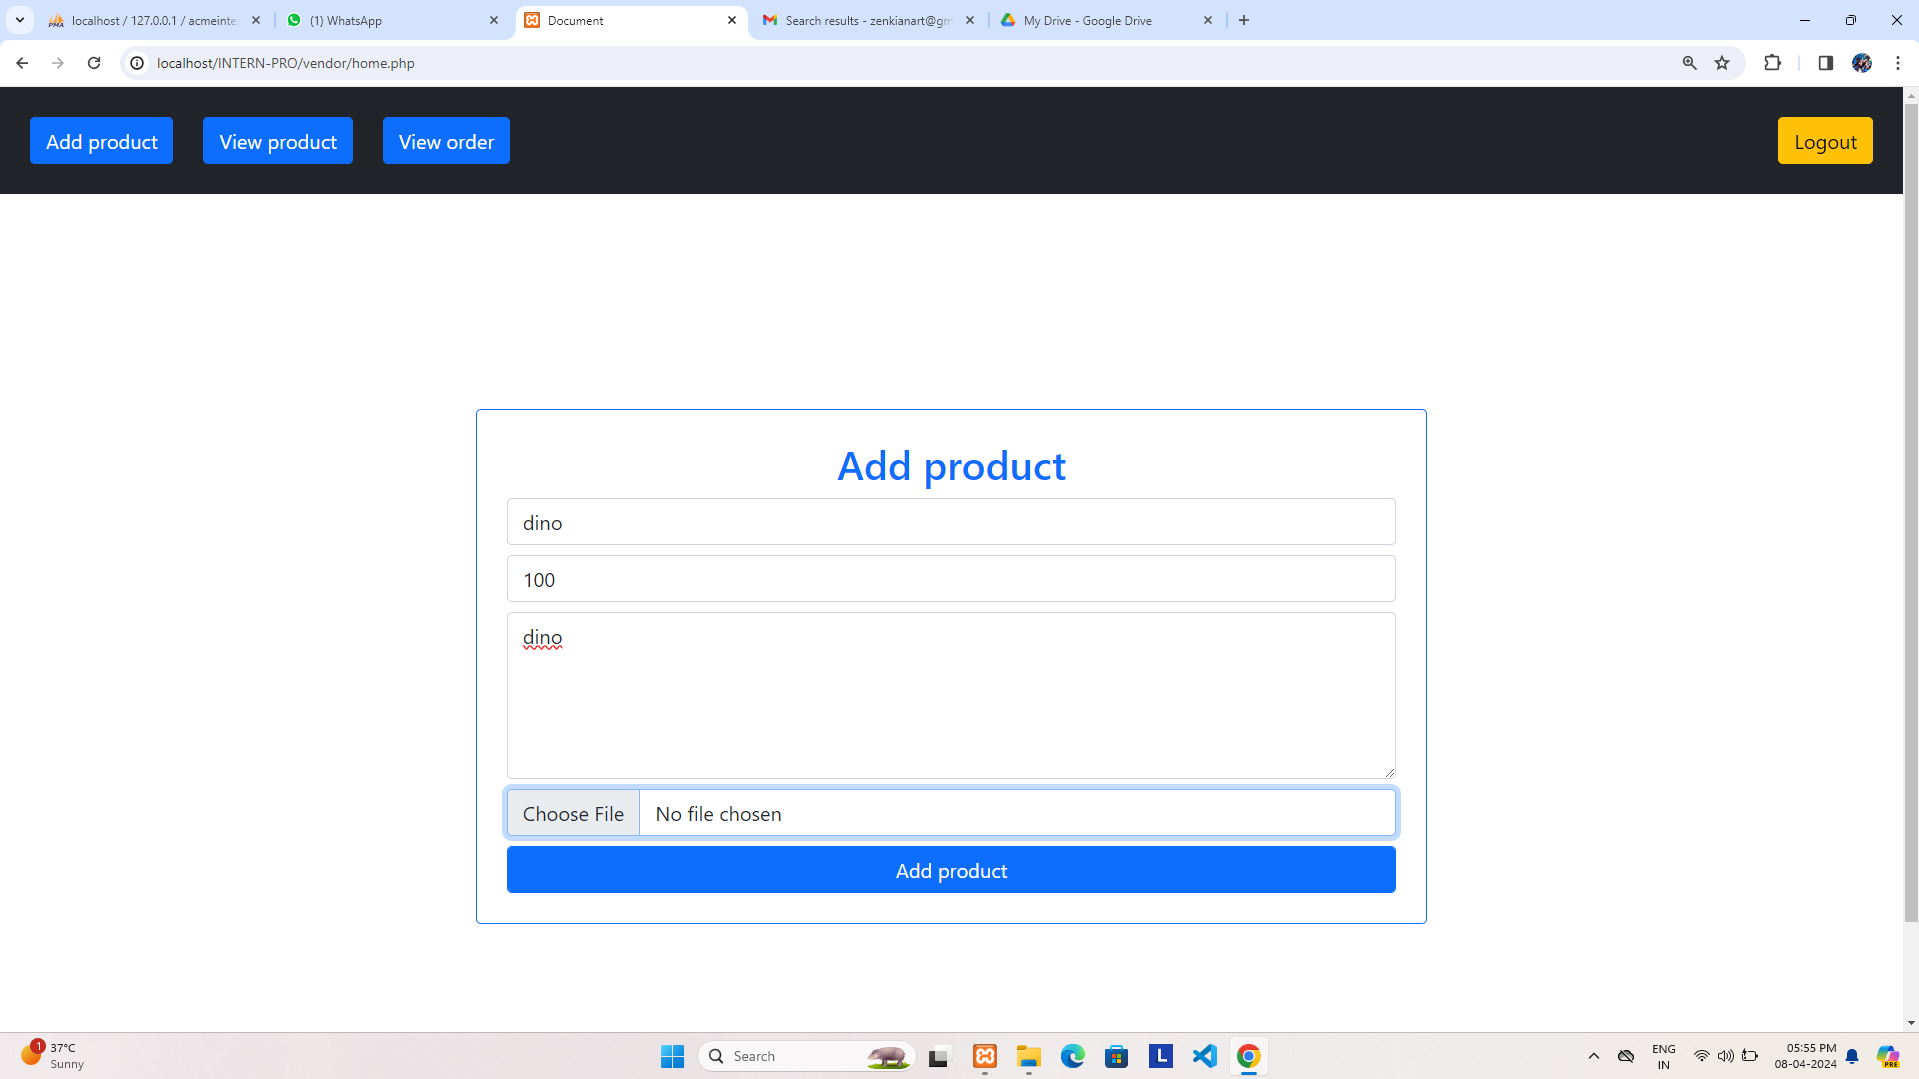 localhost / 127.0.0.1 / acmeinte
(1) WhatsApp
Document
Search results - zenkianart@gm
My Drive - Google Drive
localhost/INTERN-PRO/vendor/home.php
Add product
View product
View order
Logout
Add product
dino
100
dino
Choose File
No file chosen
Add product
1
37°C
Sunny
Search
L
ENG
IN
05:55 PM
08-04-2024
PRE